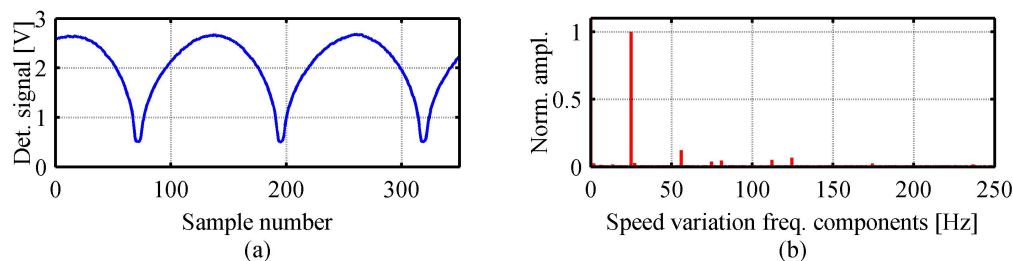 3
2
1
0
Det. signal [V]
0
100
200
300
Sample number
(a)
1
0.5
0
Norm. ampl.
0
50
100
150
200
250
Speed variation freq. components [Hz]
(b)